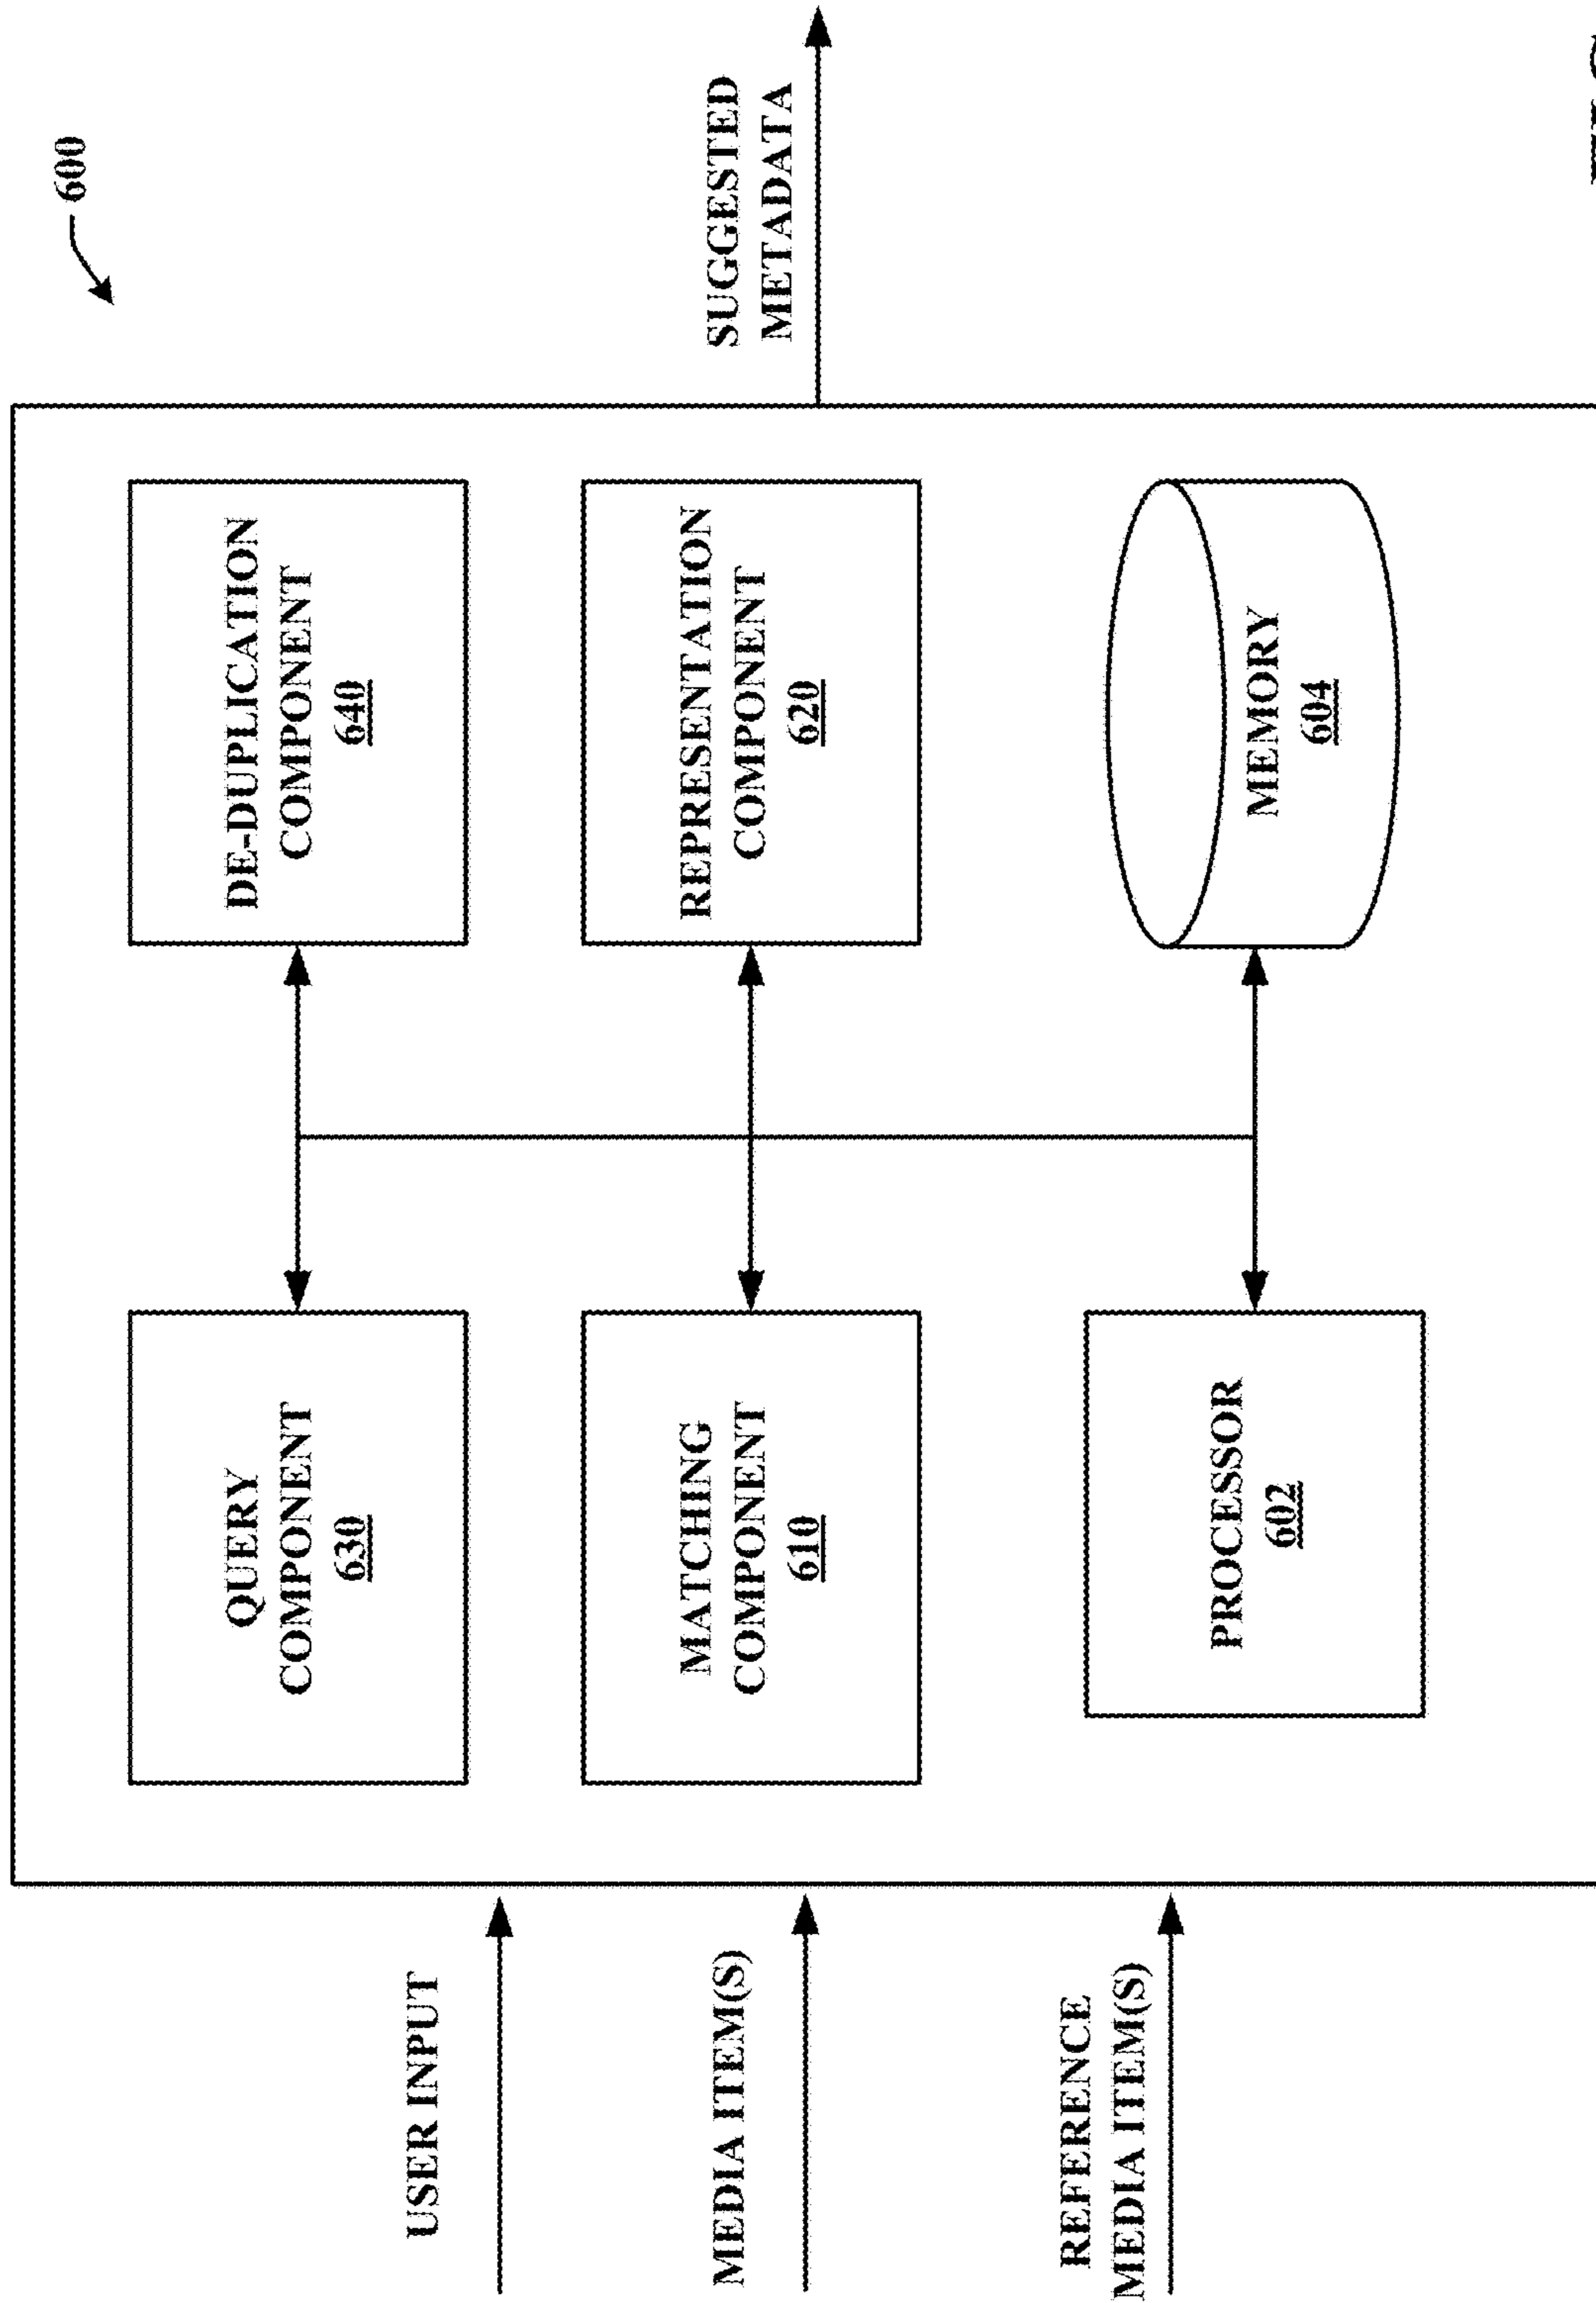 600
USER INPUT
MEDIA ITEM(S)
REFERENCE
MEDIA ITEM(S)
QUERY
COMPONENT
630
DE-DUPLICATION
COMPONENT
640
MATCHING
COMPONENT
610
REPRESENTATION
COMPONENT
620
PROCESSOR
602
MEMORY
604
SUGGESTED
METADATA